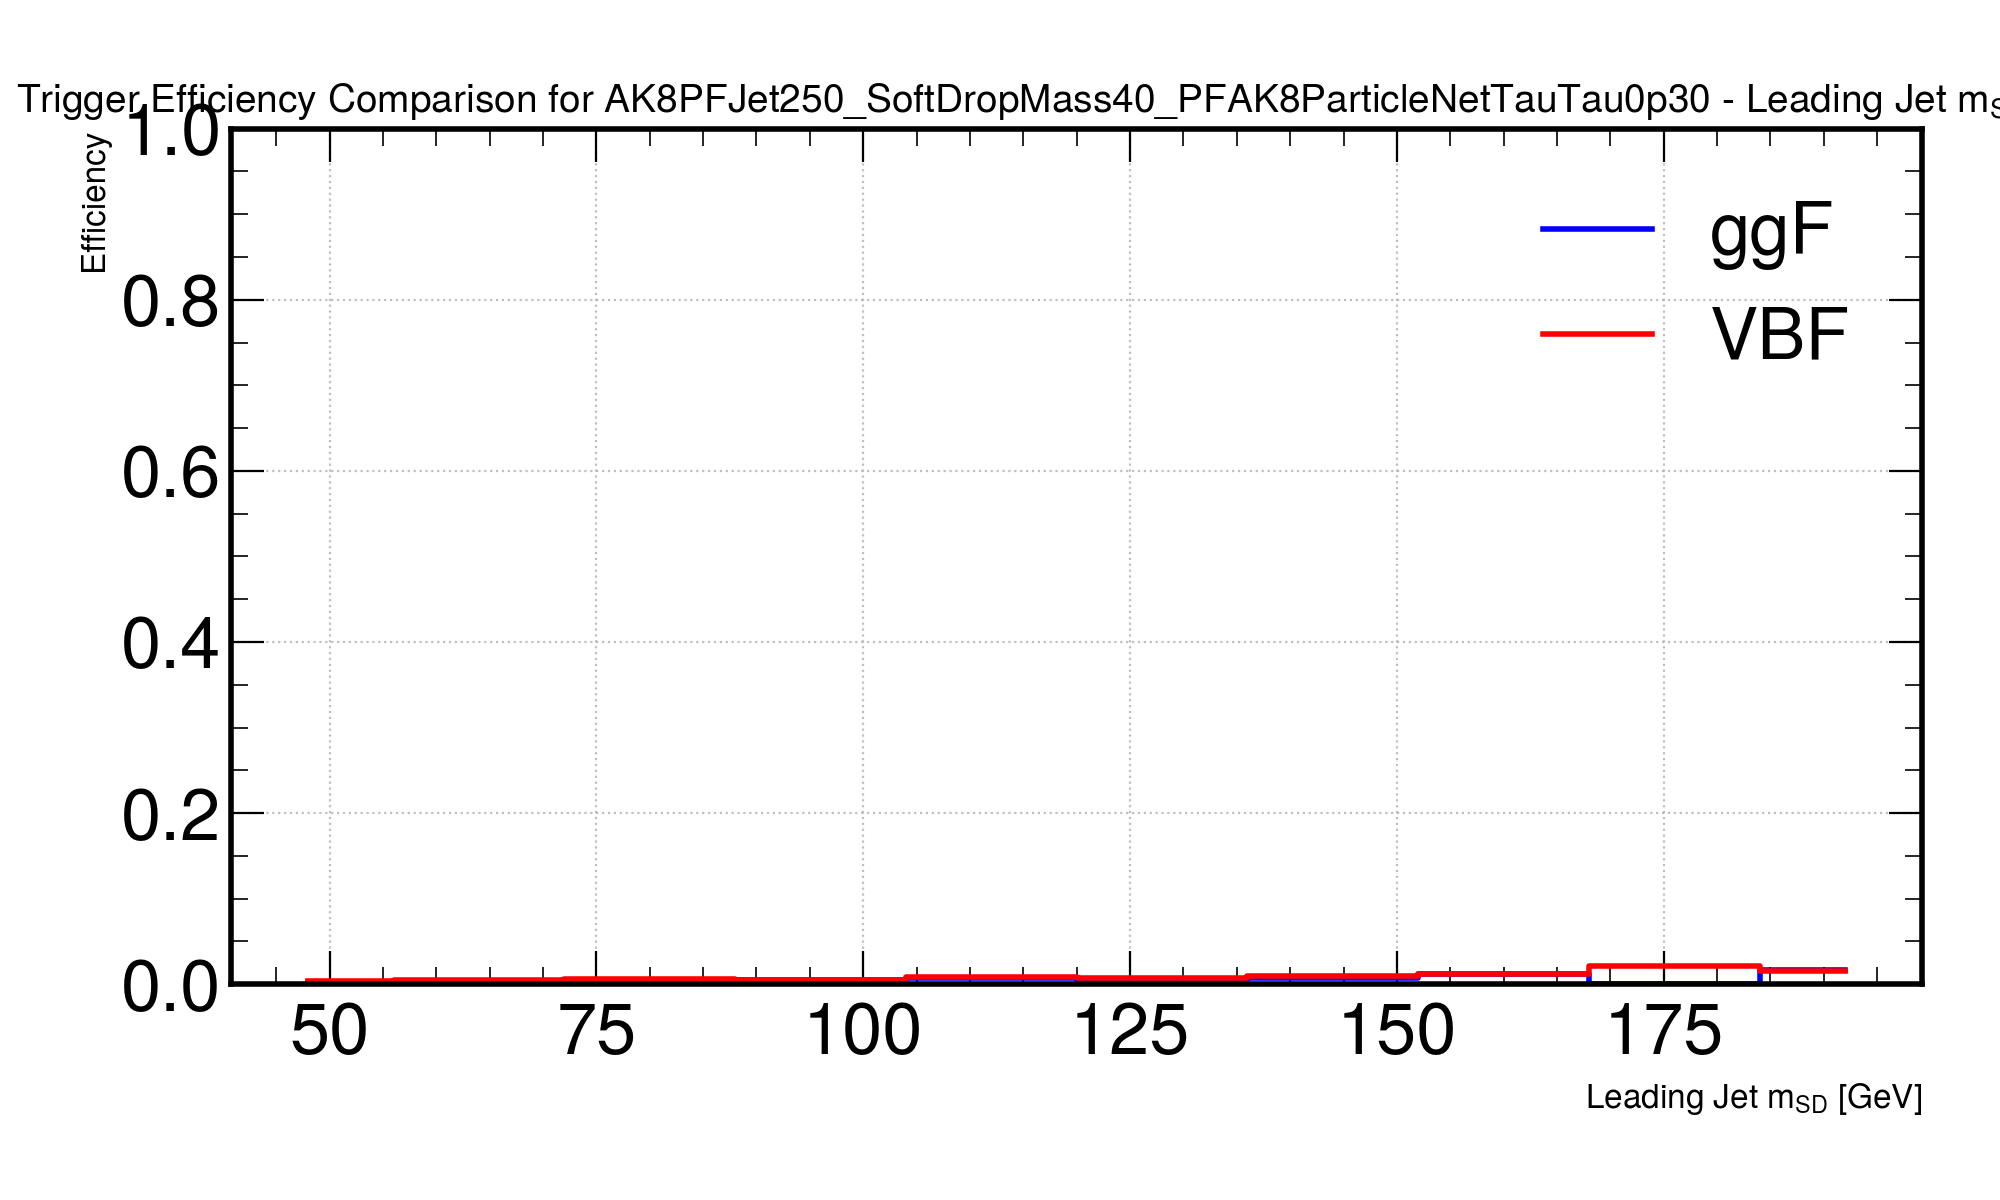 Trigger Efficiency Comparison for AK8PFJet250_SoftDropMass40_PFAK8ParticleNetTauTau0p30 - Leading Jet mS
Efficiency
1.0
0.8
0.6
0.4
0.2
0.0
ggF
VBF
50 75 100 125 150 175
Leading Jet mSD [GeV]